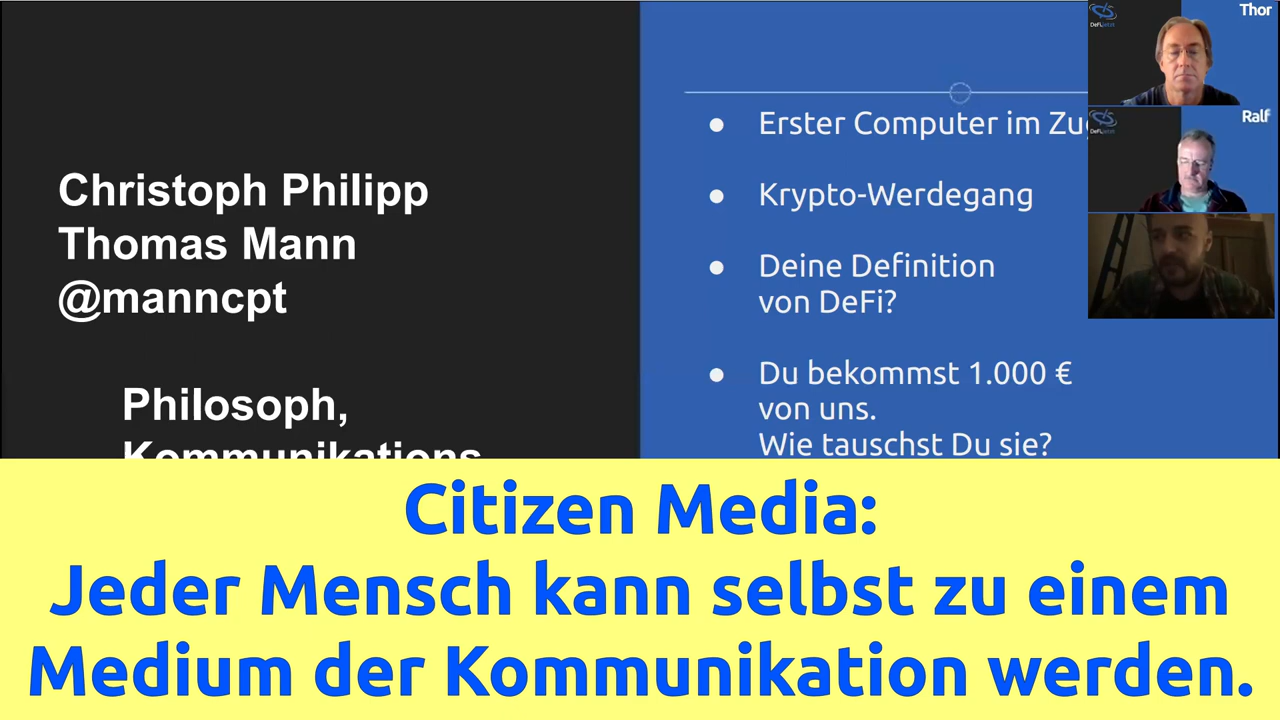 Christoph Philipp
Thomas Mann
@manncpt
Philosoph,
Kommunikations
Erster Computer im Zug
Krypto-Werdegang
Deine Definition
von DeFi?
Du bekommst 1.000 €
von uns.
Wie tauschst Du sie?
Thor
Ralf
Citizen Media:
Jeder Mensch kann selbst zu einem
Medium der Kommunikation werden.